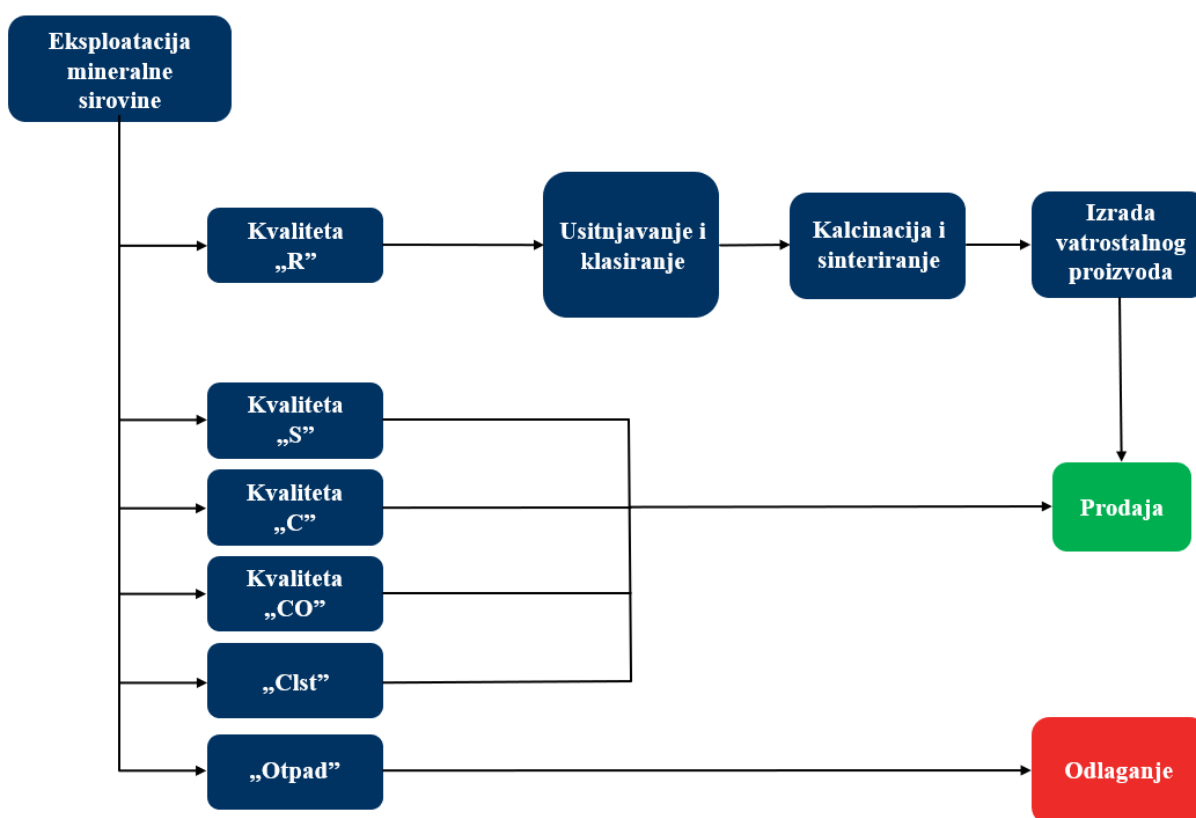 Eksploatacija
mineralne
sirovine
Kvaliteta
„R”
Usitnjavanje i
klasiranje
Kalcinacija i
sinteriranje
Izrada
vatrostalnog
proizvoda
Kvaliteta
„S”
Kvaliteta
„C”
Prodaja
Kvaliteta
„CO”
„Clst”
„Otpad”
Odlaganje